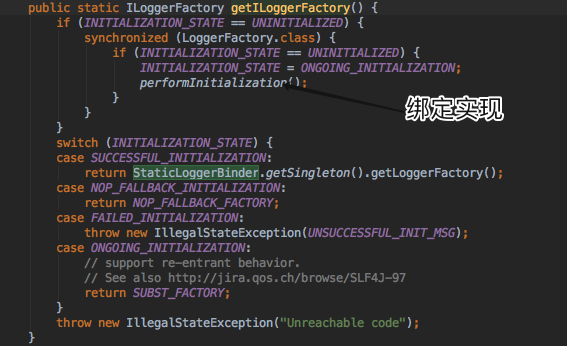 public static ILoggerFactory getILoggerFactory() {
if (INITIALIZATION_STATE == UNINITIALIZED) {
synchronized (LoggerFactory.class) {
if (INITIALIZATION_STATE == UNINITIALIZED) {
INITIALIZATION_STATE = ONGOING_INITIALIZATION;
performInitialization();
}
绑定实现
}
}
switch (INITIALIZATION_STATE) {
case SUCCESSFUL_INITIALIZATION:
return StaticLoggerBinder.getSingleton().getLoggerFactory();
case NOP_FALLBACK_INITIALIZATION:
return NOP_FALLBACK_FACTORY;
case FAILED_INITIALIZATION:
throw new IllegalStateException(UNSUCCESSFUL_INIT_MSG);
case ONGOING_INITIALIZATION:
// support re-entrant behavior.
// See also http://jira.qos.ch/browse/SLF4J-97
return SUBST_FACTORY;
}
throw new IllegalStateException("Unreachable code");
}